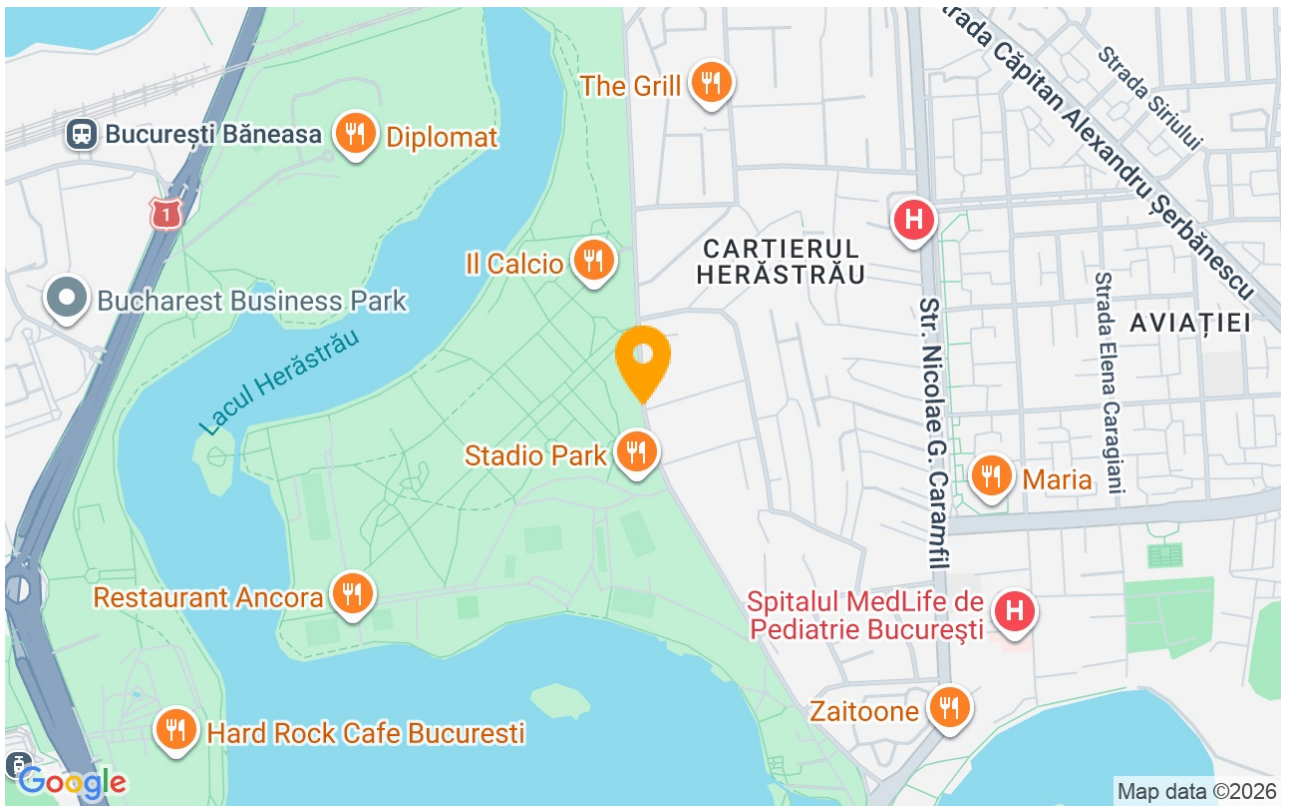 The Grill
Strada Căpitan Alexandru Șerbănescu
Strada Siriului
București Băneasa
Diplomat
1
H
CARTIERUL
HERĂSTRĂU
Il Calcio
Bucharest Business Park
Str. Nicolae G. Caramfil
Strada Elena Caragiani
AVIAȚIEI
Lacul Herăstrău
Stadio Park
Maria
Restaurant Ancora
Spitalul MedLife de
Pediatrie București
H
Zaitoone
Hard Rock Cafe Bucuresti
Google
Map data ©2026